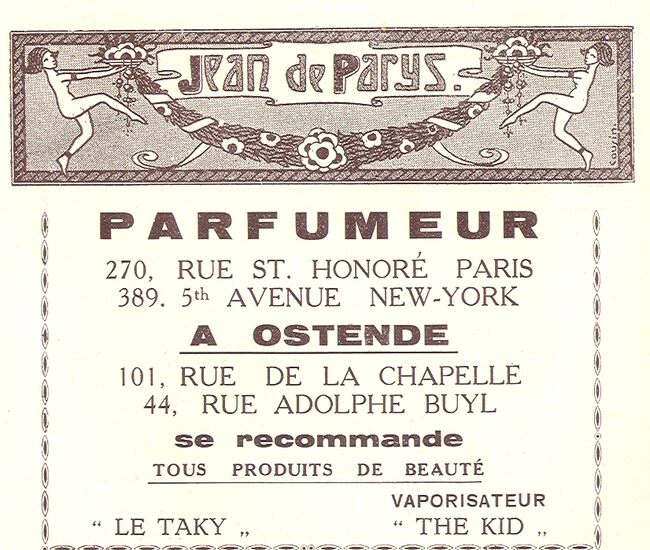 Jean de Parys.
Cousin.
PARFUMEUR
270, RUE ST. HONORÉ PARIS
389. 5th AVENUE NEW-YORK
A OSTENDE
101, RUE DE LA CHAPELLE
44, RUE ADOLPHE BUYL
se recommande
TOUS PRODUITS DE BEAUTÉ
VAPORISATEUR
“ LE TAKY „ “ THE KID „